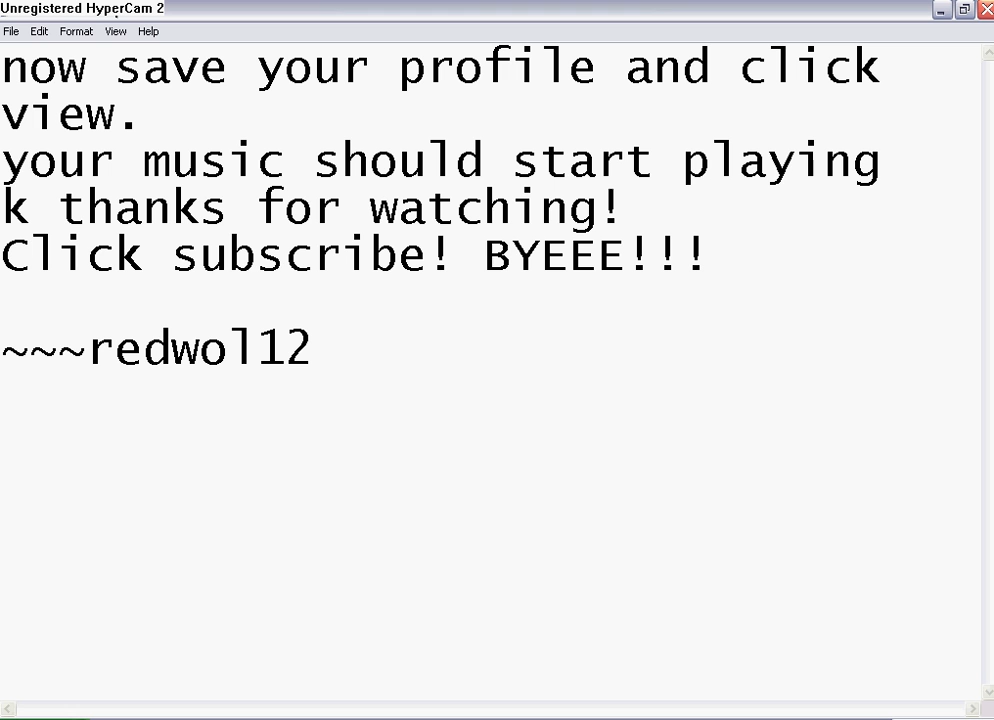 Unregistered HyperCam 2
File Edit Format View Help
now save your profile and click
view.
your music should start playing
k thanks for watching!
Click subscribe! BYEEE!!!
~~~redwol12